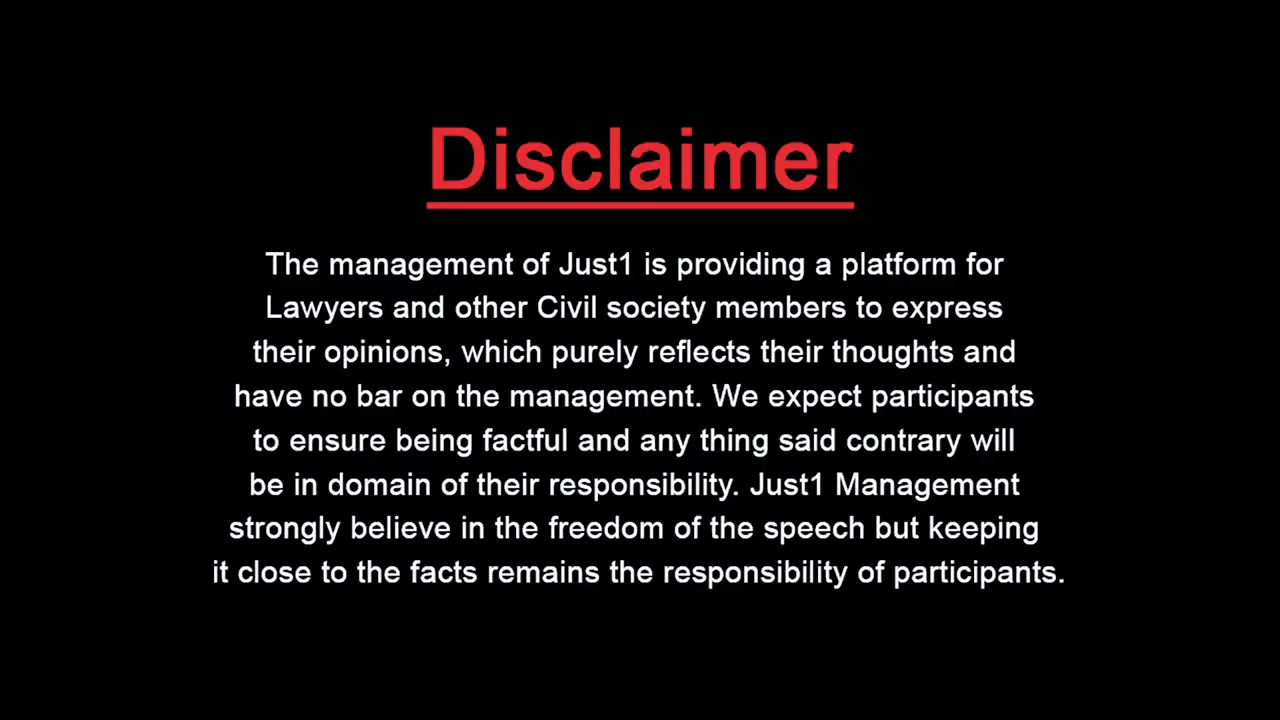 Disclaimer
The management of Just1 is providing a platform for
Lawyers and other Civil society members to express
their opinions, which purely reflects their thoughts and
have no bar on the management. We expect participants
to ensure being factful and any thing said contrary will
be in domain of their responsibility. Just1 Management
strongly believe in the freedom of the speech but keeping
it close to the facts remains the responsibility of participants.